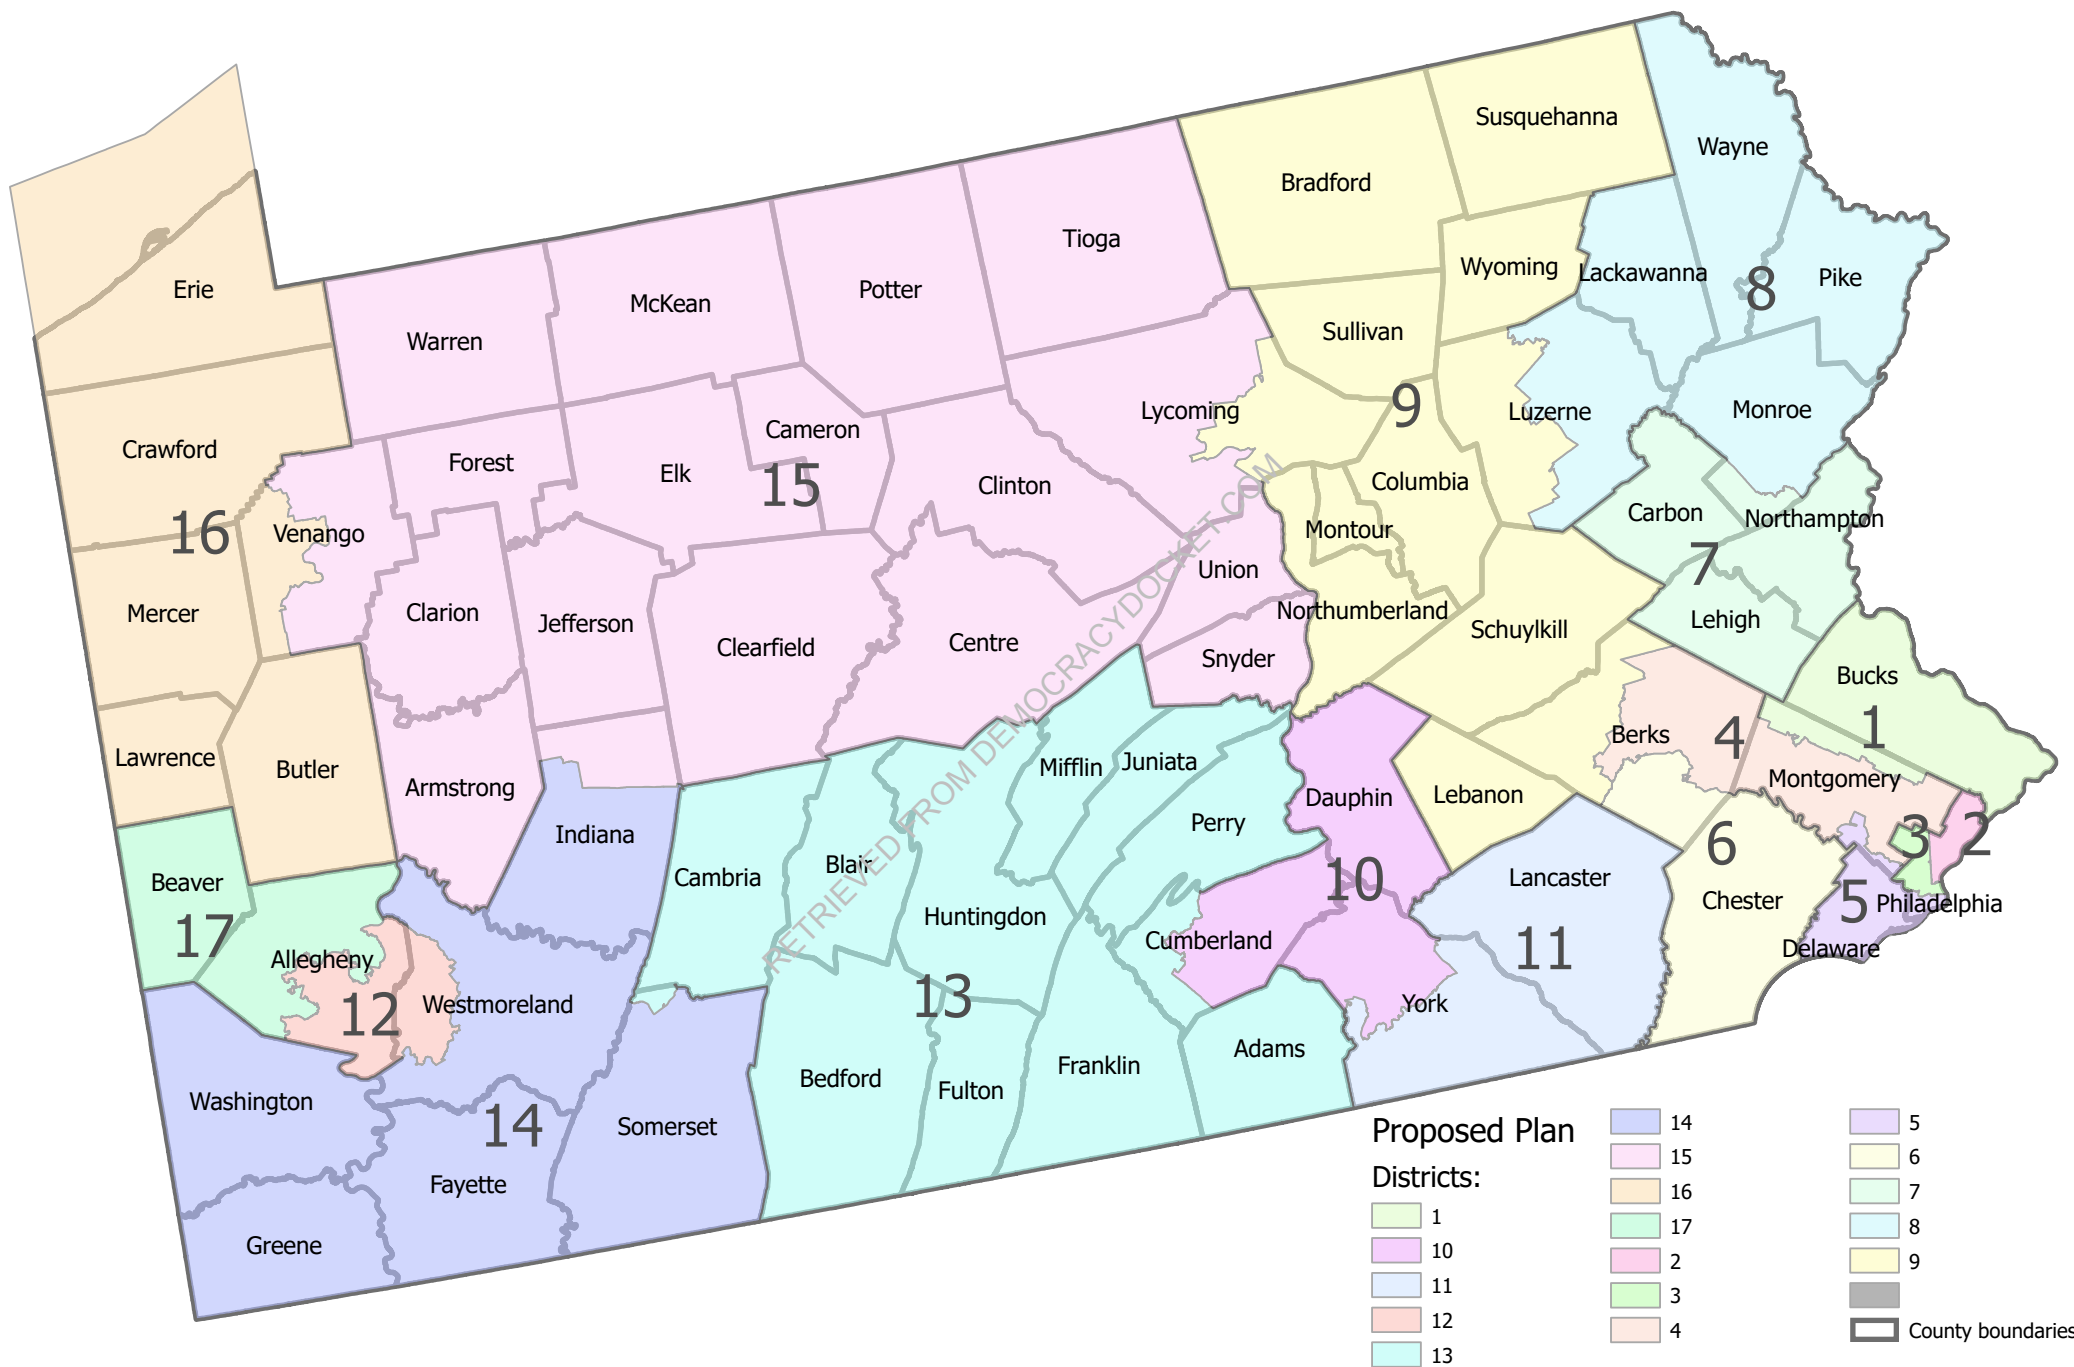 Susquehanna
Wayne
Bradford
Tioga
Wyoming
Lackawanna
Pike
8
Erie
McKean
Potter
Sullivan
Warren
9
Lycoming
Luzerne
Monroe
Crawford
Cameron
Forest
Elk
15
Clinton
Columbia
Carbon
Northampton
16
Venango
Montour
7
Union
Mercer
Clarion
Jefferson
Northumberland
Lehigh
Schuylkill
Clearfield
Centre
Snyder
Bucks
1
Berks
4
Lawrence
Butler
Mifflin
Juniata
Montgomery
Armstrong
Dauphin
Lebanon
Indiana
Perry
6
3
2
Beaver
Blair
Cambria
10
Lancaster
Chester
5
Philadelphia
17
Huntingdon
Cumberland
11
Delaware
Allegheny
12
Westmoreland
13
York
Adams
Franklin
Bedford
Fulton
Washington
14
Somerset
Fayette
Greene
RETRIEVED FROM DEMOCRACYDOCKET.COM
Proposed Plan
Districts:
1
10
11
12
13
14
15
16
17
2
3
4
5
6
7
8
9
County boundaries